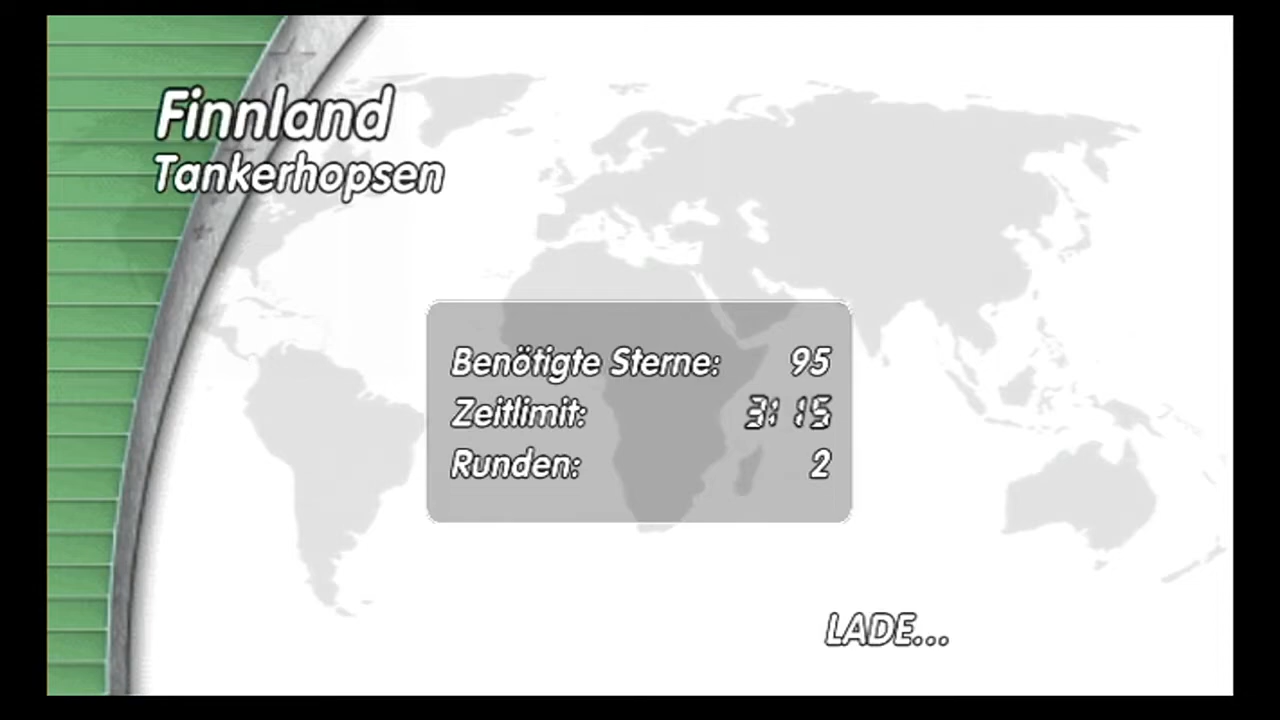 Finnland
Tankerhopsen
Benötigte Sterne: 95
Zeitlimit: 3:15
Runden: 2
LADE...